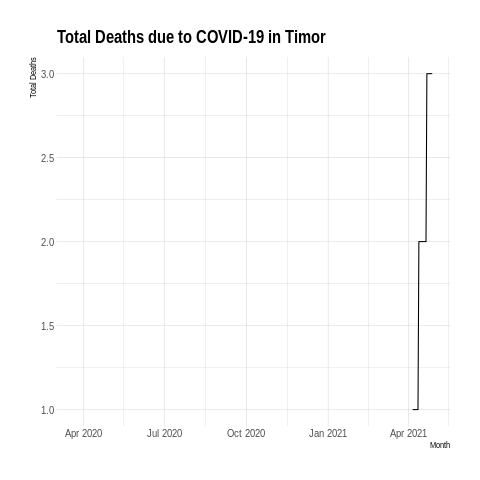 Total Deaths due to COVID-19 in Timor
Total Deaths
3.0
2.5
2.0
1.5
1.0
Apr 2020 Jul 2020 Oct 2020 Jan 2021 Apr 2021
Month